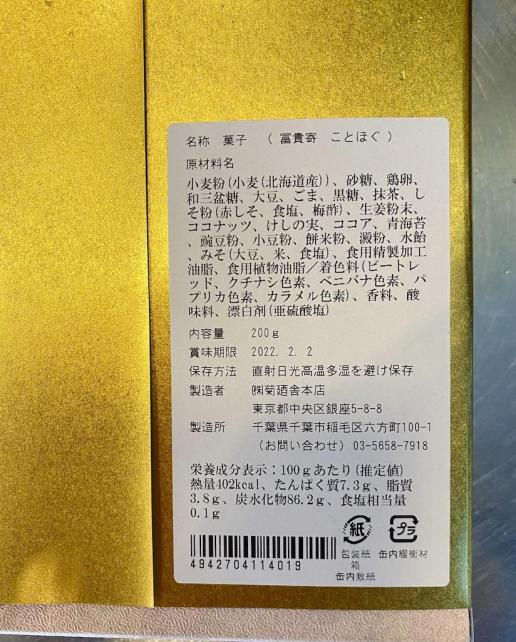 名称　菓子　（ 冨貴寄　ことほぐ ）
原材料名
小麦粉(小麦(北海道産))、砂糖、鶏卵、
和三盆糖、大豆、ごま、黒糖、抹茶、し
そ粉(赤しそ、食塩、梅酢)、生姜粉末、
ココナッツ、けしの実、ココア、青海苔
、豌豆粉、小豆粉、餅米粉、澱粉、水飴
、みそ(大豆、米、食塩)、食用精製加工
油脂、食用植物油脂／着色料(ビートレ
ッド、クチナシ色素、ベニバナ色素、パ
プリカ色素、カラメル色素)、香料、酸
味料、漂白剤(亜硫酸塩)
内容量　200ｇ
賞味期限　2022. 2. 2
保存方法　直射日光高温多湿を避け保存
製造者　㈱菊廼舎本店
東京都中央区銀座5-8-8
製造所　千葉県千葉市稲毛区六方町100-1
（お問い合わせ）03-5658-7918
栄養成分表示：100ｇあたり(推定値)
熱量402kcal、たんぱく質7.3ｇ、脂質
3.8ｇ、炭水化物86.2ｇ、食塩相当量
0.1ｇ
4942704114019
紙
プラ
包装紙　缶内緩衝材
箱
缶内敷紙